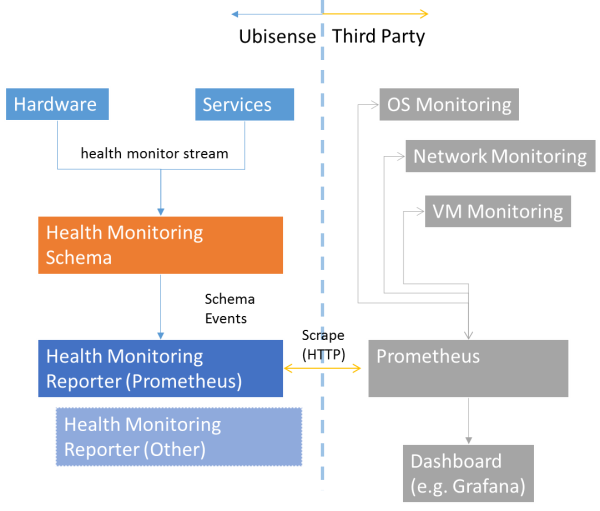 Ubisense
Third Party
Hardware
Services
health monitor stream
Health Monitoring
Schema
Schema
Events
Health Monitoring
Reporter (Prometheus)
Health Monitoring
Reporter (Other)
Scrape
(HTTP)
OS Monitoring
Network Monitoring
VM Monitoring
Prometheus
Dashboard
(e.g. Grafana)